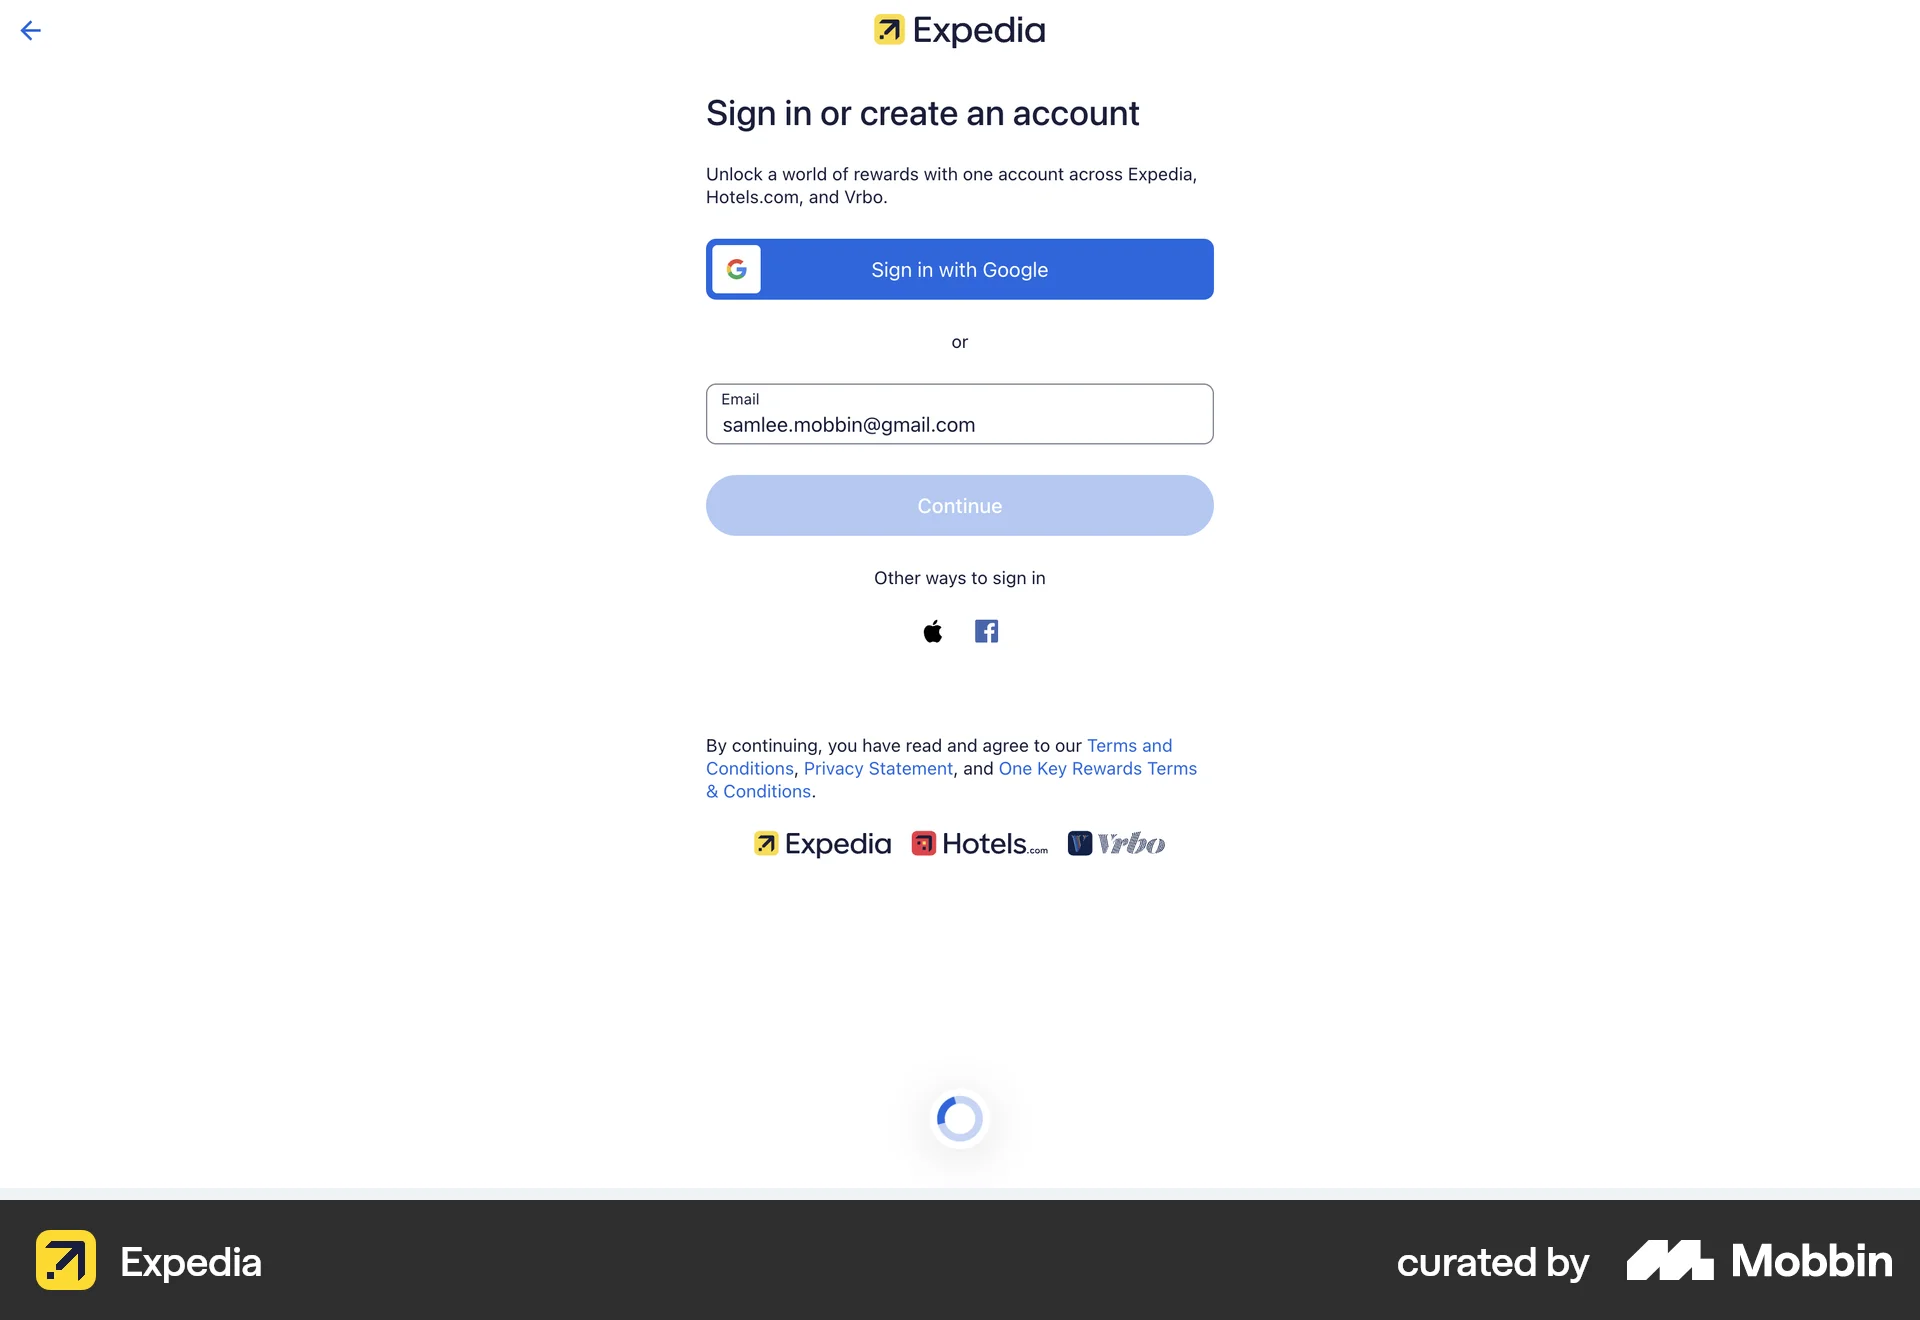 Expedia
Sign in or create an account
Unlock a world of rewards with one account across Expedia,
Hotels.com, and Vrbo.
Sign in with Google
or
Email
samlee.mobbin@gmail.com
Continue
Other ways to sign in
By continuing, you have read and agree to our Terms and
Conditions, Privacy Statement, and One Key Rewards Terms
& Conditions.
Expedia Hotels.com Vrbo
Expedia curated by Mobbin